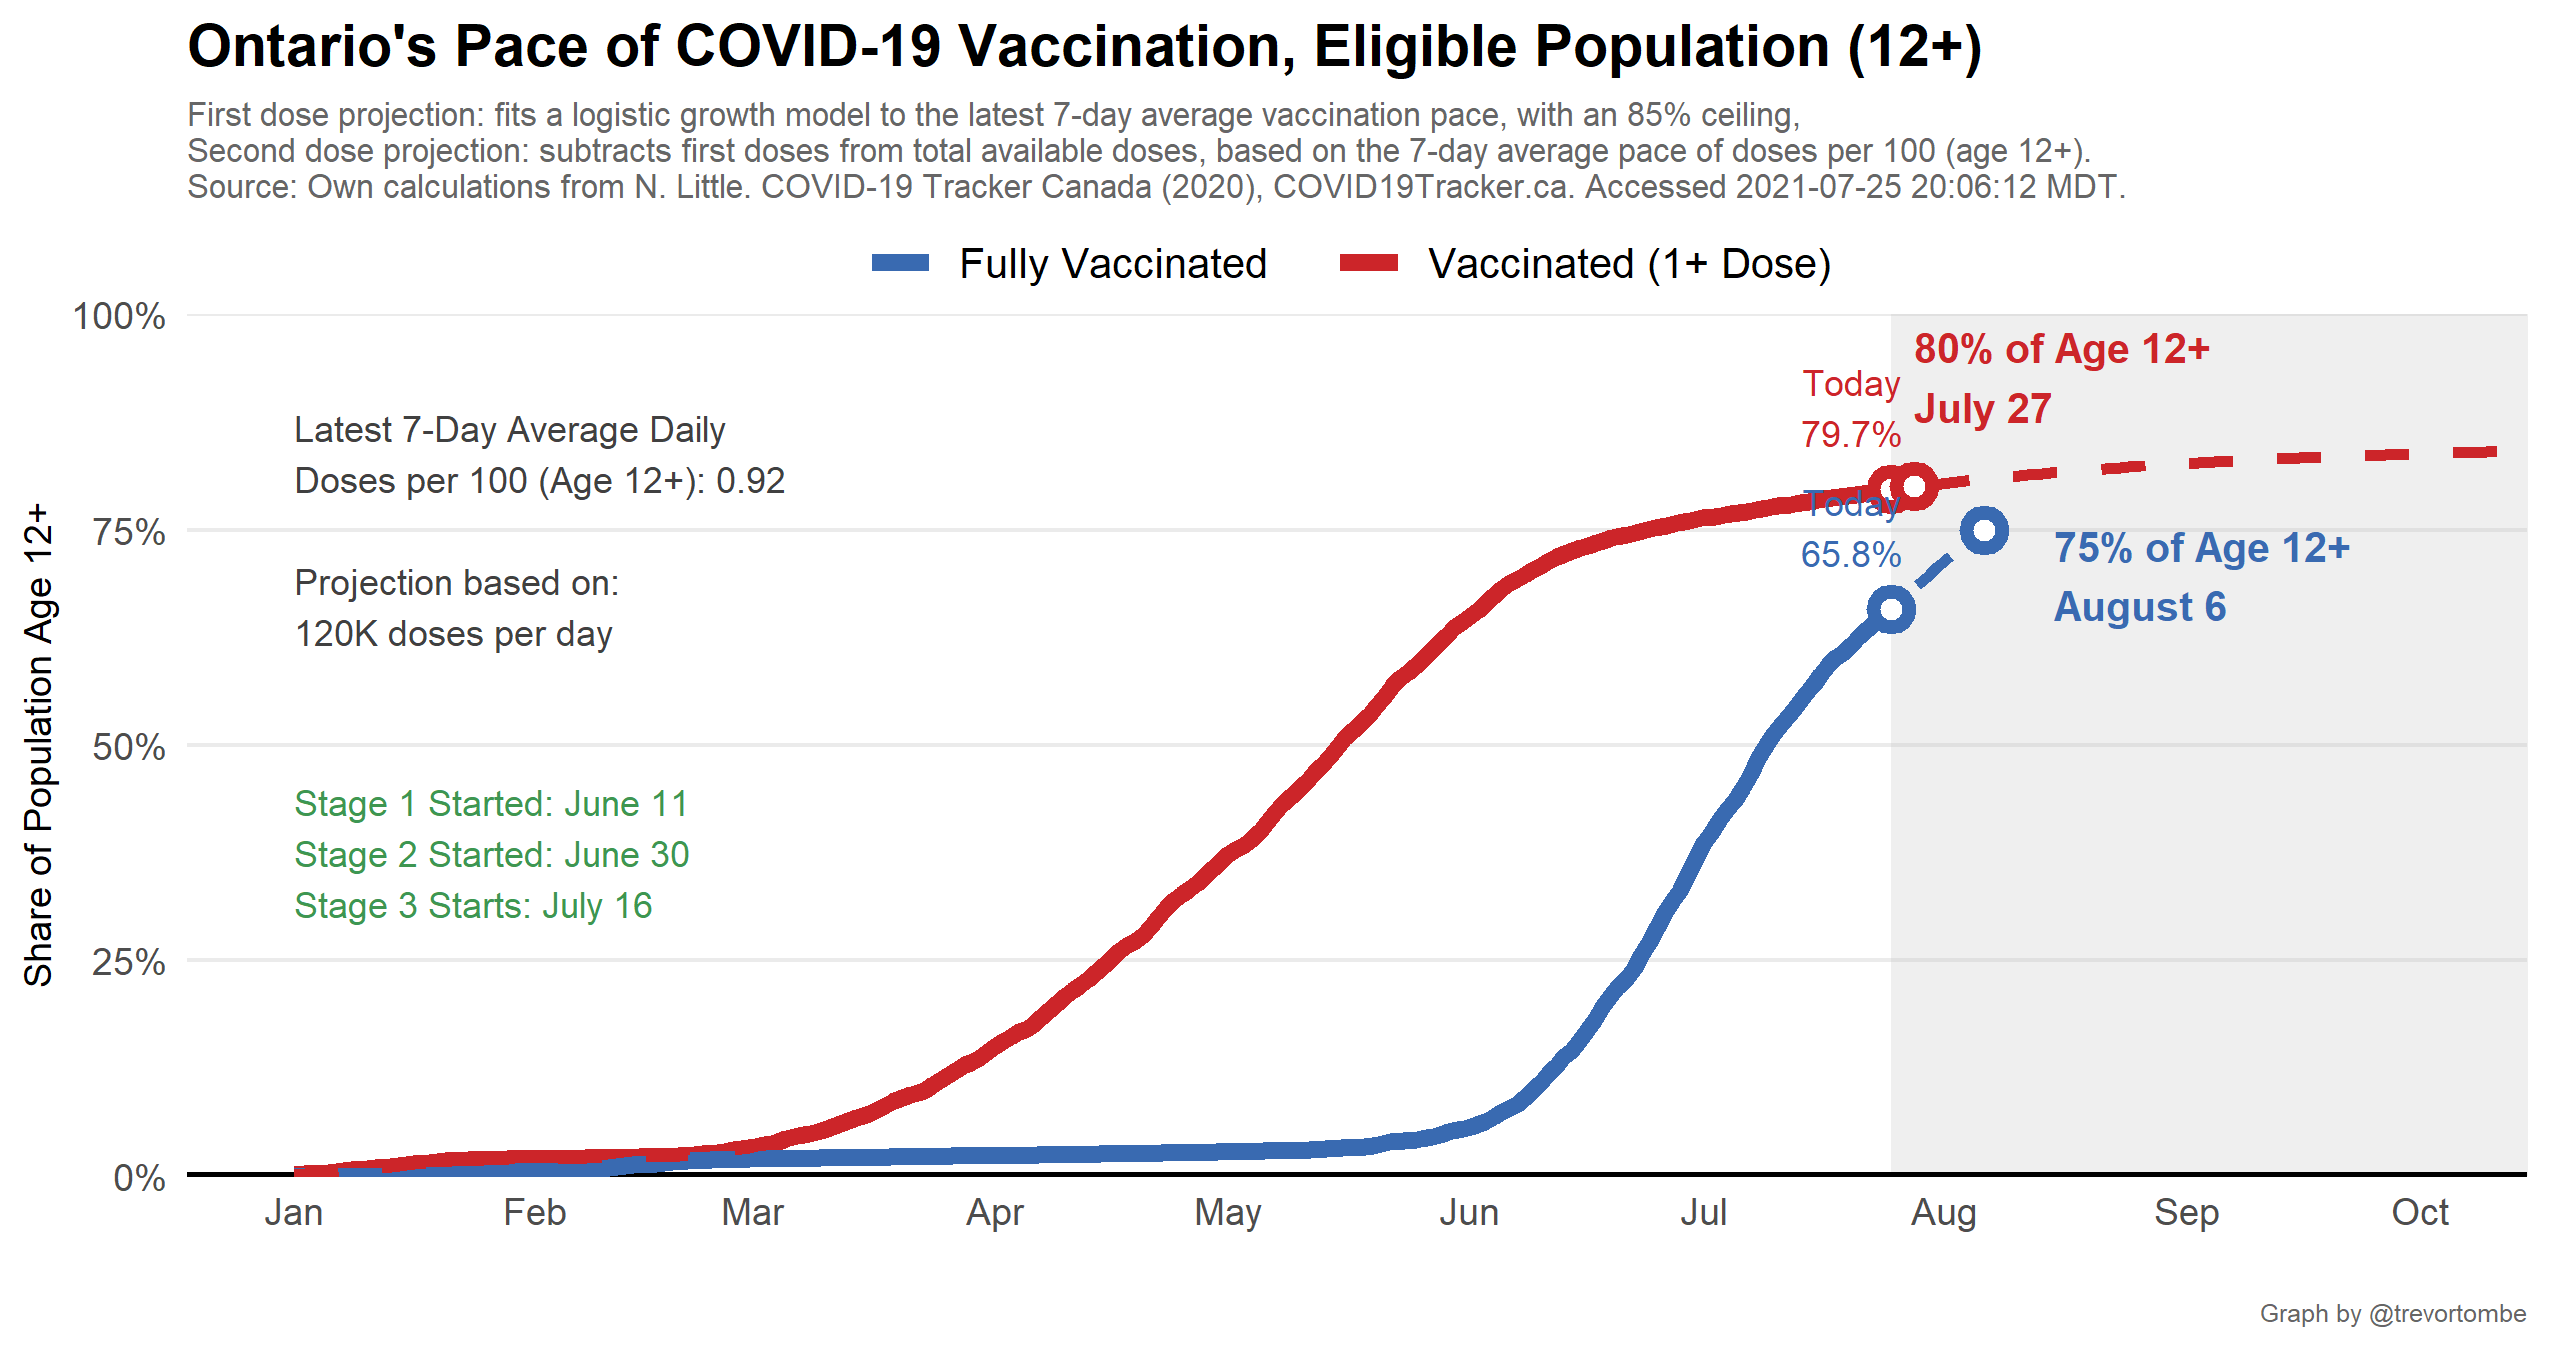 Ontario's Pace of COVID-19 Vaccination, Eligible Population (12+)
First dose projection: fits a logistic growth model to the latest 7-day average vaccination pace, with an 85% ceiling,
Second dose projection: subtracts first doses from total available doses, based on the 7-day average pace of doses per 100 (age 12+).
Source: Own calculations from N. Little. COVID-19 Tracker Canada (2020), COVID19Tracker.ca. Accessed 2021-07-25 20:06:12 MDT.
Fully Vaccinated
Vaccinated (1+ Dose)
Share of Population Age 12+
100%
75%
50%
25%
0%
Latest 7-Day Average Daily
Doses per 100 (Age 12+): 0.92
Projection based on:
120K doses per day
Stage 1 Started: June 11
Stage 2 Started: June 30
Stage 3 Starts: July 16
Today
79.7%
80% of Age 12+
July 27
Today
65.8%
75% of Age 12+
August 6
Jan
Feb
Mar
Apr
May
Jun
Jul
Aug
Sep
Oct
Graph by @trevortombe